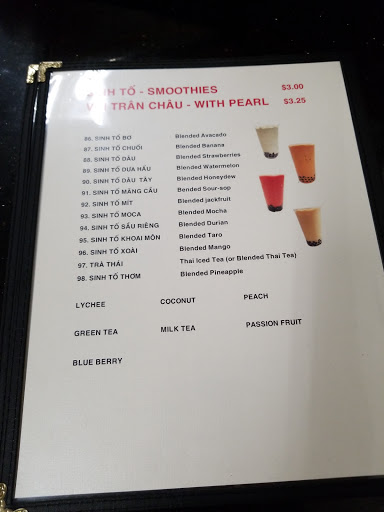 SINH TỐ - SMOOTHIES $3.00
TRÂN CHÂU - WITH PEARL $3.25
86. SINH TỐ BƠ Blended Avacado
87. SINH TỐ CHUỐI Blended Banana
88. SINH TỐ DÂU Blended Strawberries
89. SINH TỐ DƯA HẤU Blended Watermelon
90. SINH TỐ DÂU TÂY Blended Honeydew
91. SINH TỐ MÃNG CẦU Bended Sour-sop
92. SINH TỐ MÍT Blended jackfruit
93. SINH TỐ MOCA Blended Mocha
94. SINH TỐ SẦU RIÊNG Blended Durian
95. SINH TỐ KHOAI MÔN Blended Taro
96. SINH TỐ XOÀI Blended Mango
97. TRÀ THÁI Thai Iced Tea (or Blended Thai Tea)
98. SINH TỐ THƠM Blended Pineapple
LYCHEE COCONUT PEACH
GREEN TEA MILK TEA PASSION FRUIT
BLUE BERRY